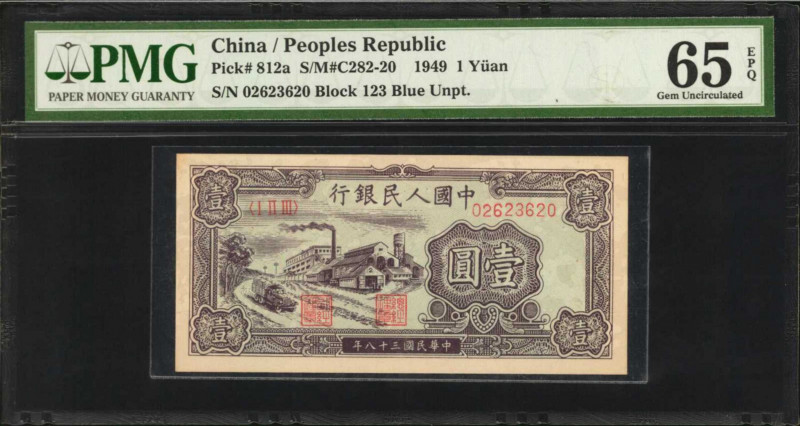 PMG
PAPER MONEY GUARANTY
China / Peoples Republic
Pick# 812a S/M#C282-20 1949 1 Yüan
S/N 02623620 Block 123 Blue Unpt.
65 EPQ
Gem Uncirculated
行銀民人國中
壹
壹
〈I II III〉
02623620
圓壹
壹
壹
年八十三國民華中